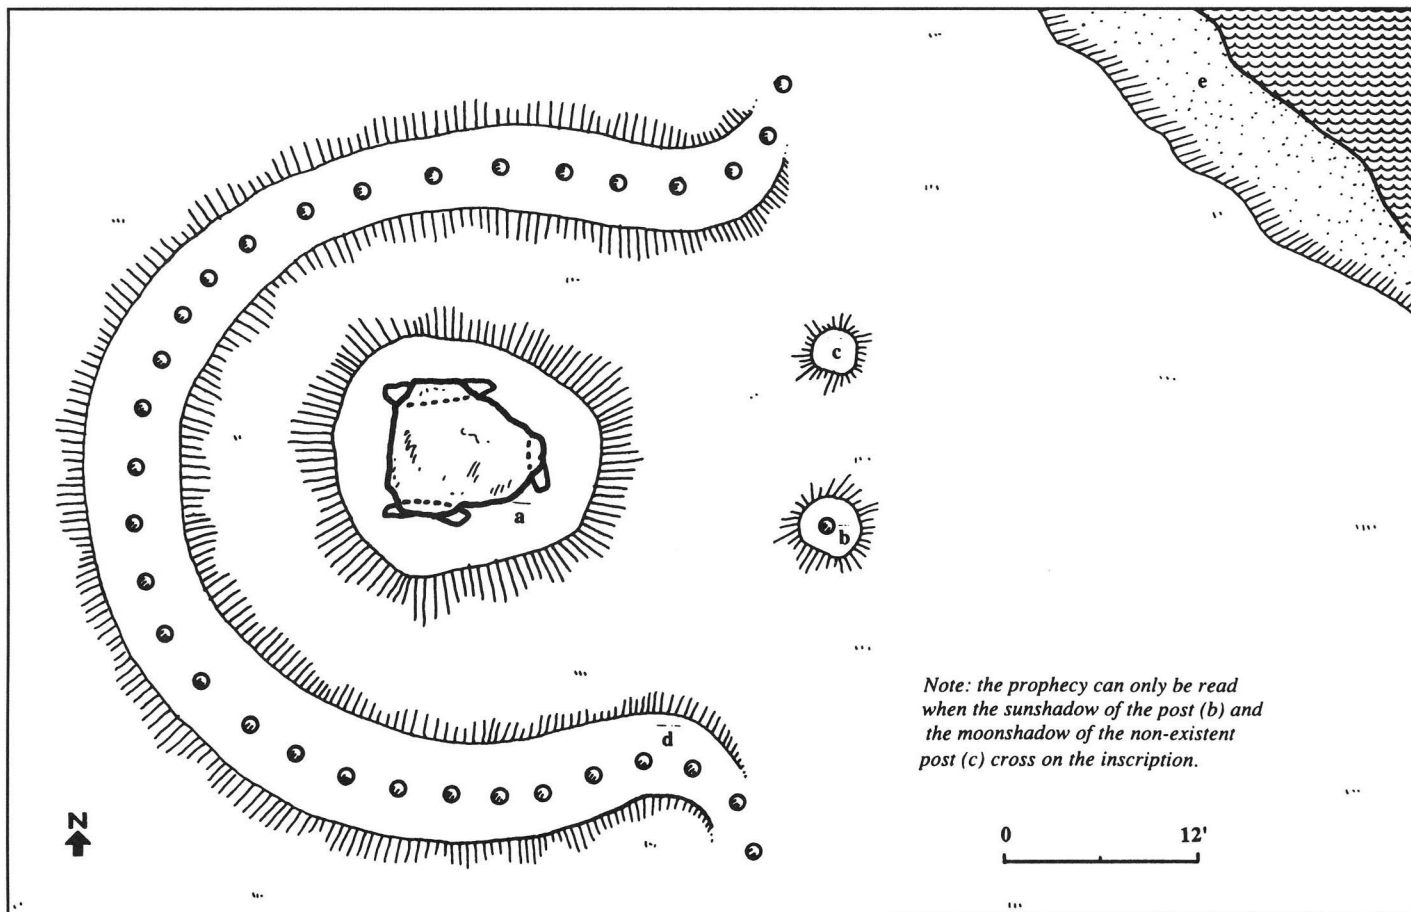 e
c
a
b
d
Note: the prophecy can only be read
when the sunshadow of the post (b) and
the moonshadow of the non-existent
post (c) cross on the inscription.
N
0 12'